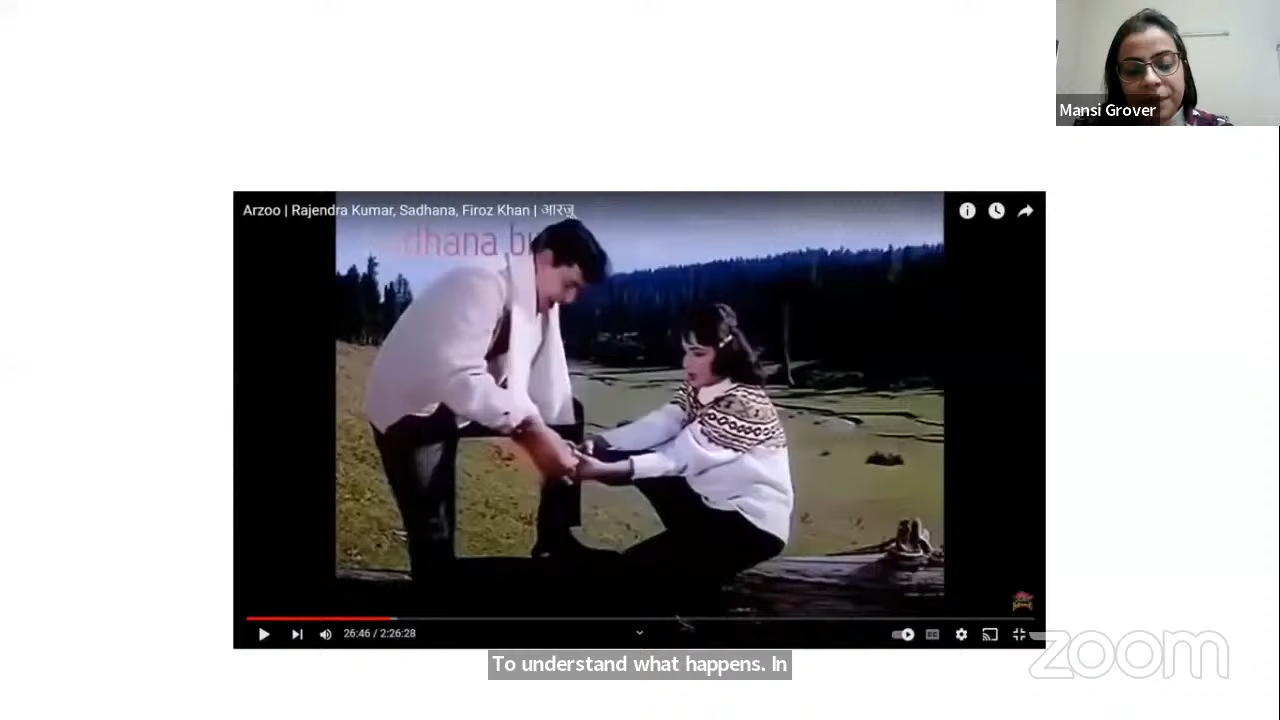 Mansi Grover
Arzoo | Rajendra Kumar, Sadhana, Firoz Khan | आरज़ू
26:46 / 2:26:28
To understand what happens. In
zoom